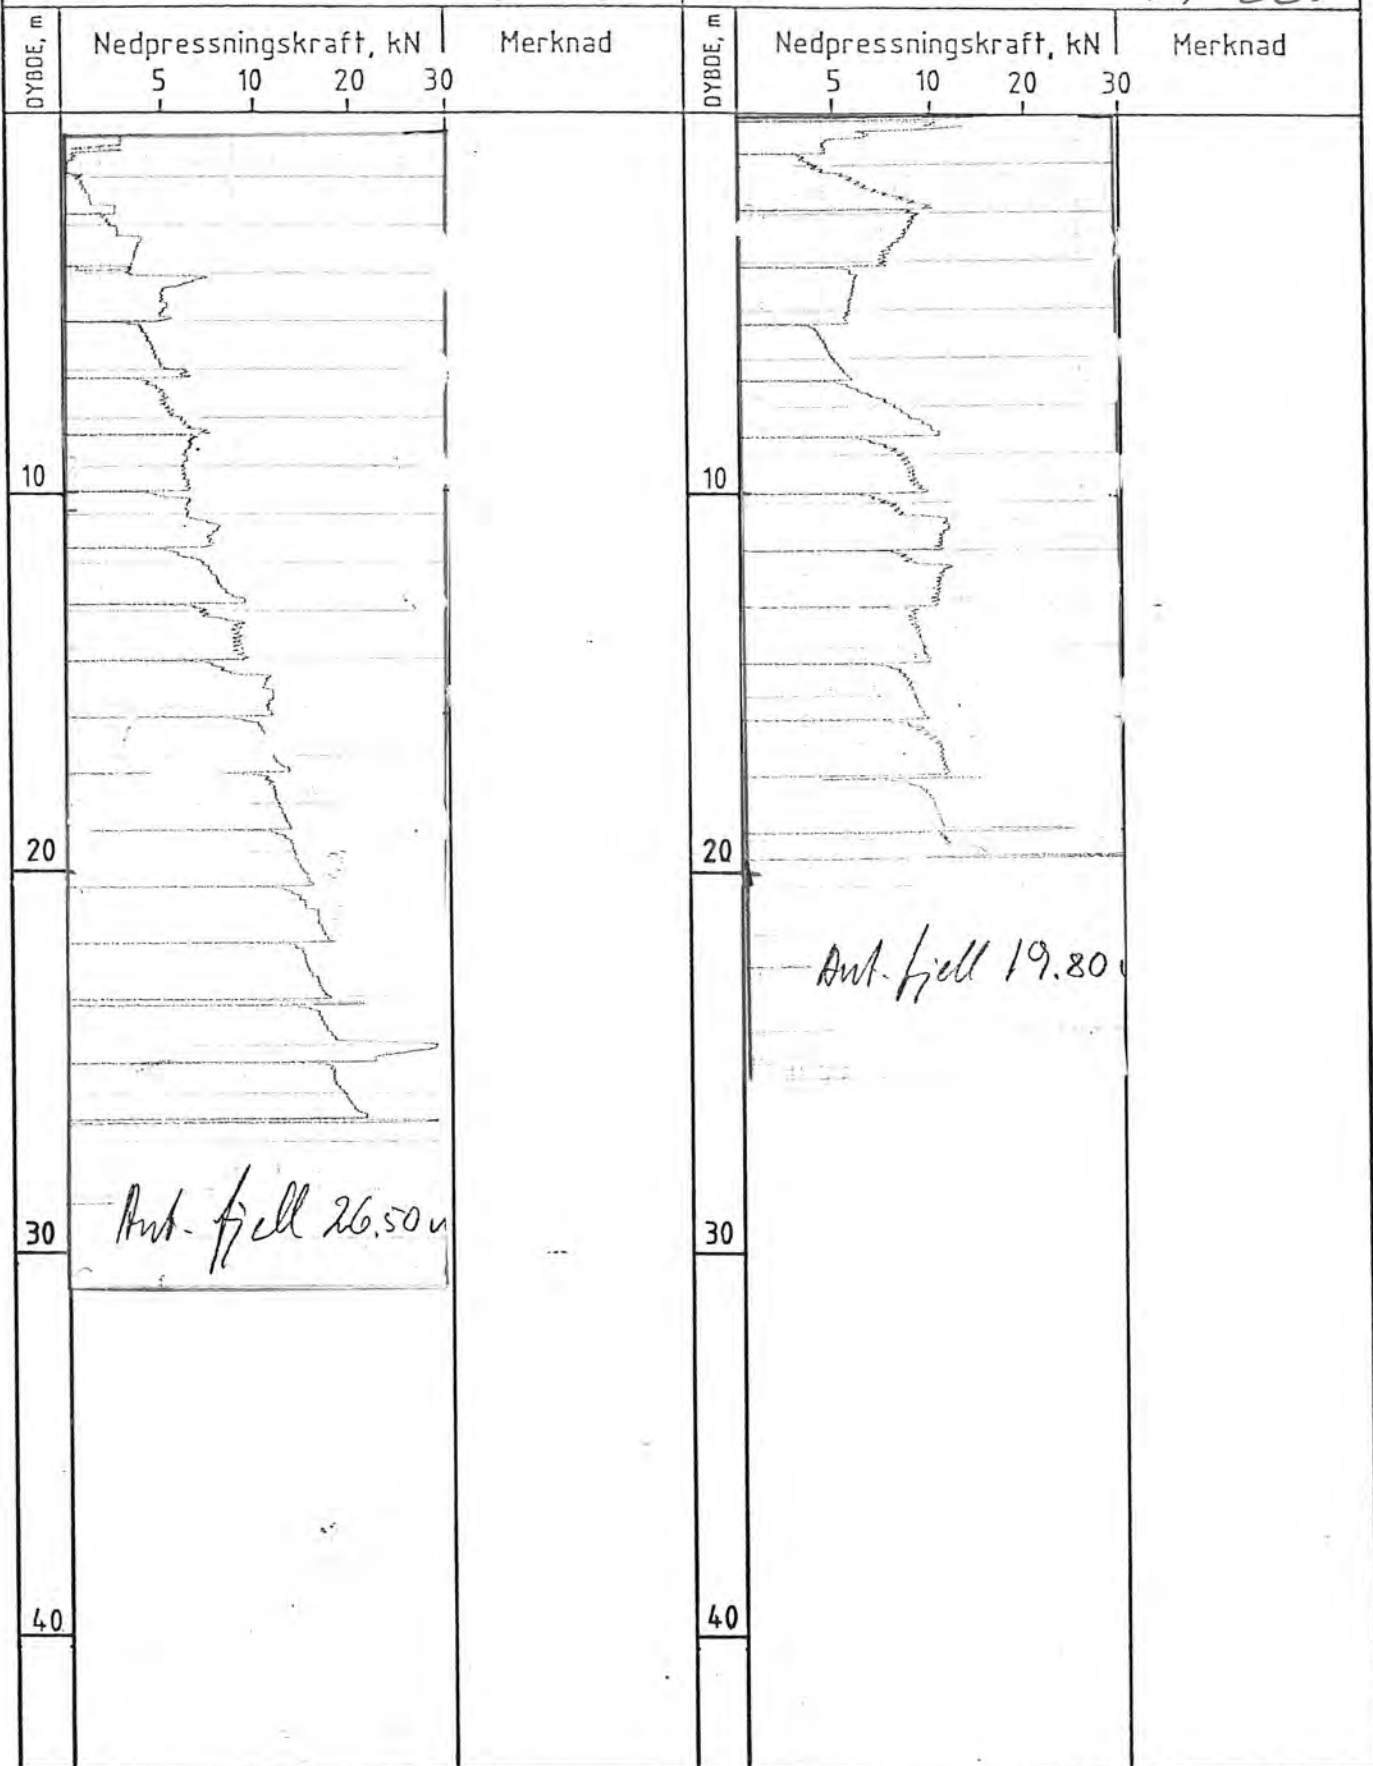 DYBDE, m
Nedpressningskraft, kN
Merknad
5 10 20 30
10
20
30
40
Ant. fjell 26.50 m
DYBDE, m
Nedpressningskraft, kN
Merknad
5 10 20 30
10
20
30
40
Ant. fjell 19.80